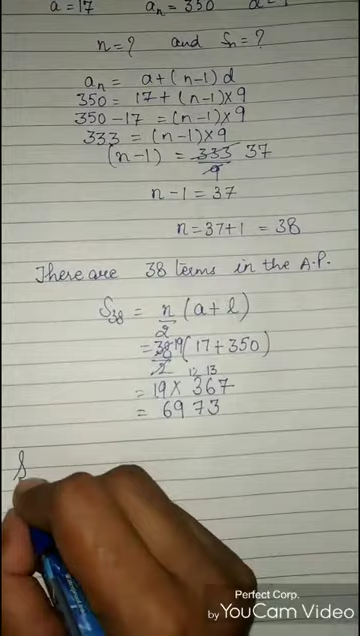 a = 17 an = 350
n = ? and Sn = ?
an = a + (n-1) d
350 = 17 + (n-1) × 9
350 - 17 = (n-1) × 9
333 = (n-1) × 9
(n-1) = 333/9 37
n - 1 = 37
n = 37 + 1 = 38
There are 38 terms in the A.P.
S38 = n/2 (a + l)
= 38/2 19 (17 + 350)
12 13
= 19 × 367
= 6973
S
Perfect Corp.
by YouCam Video